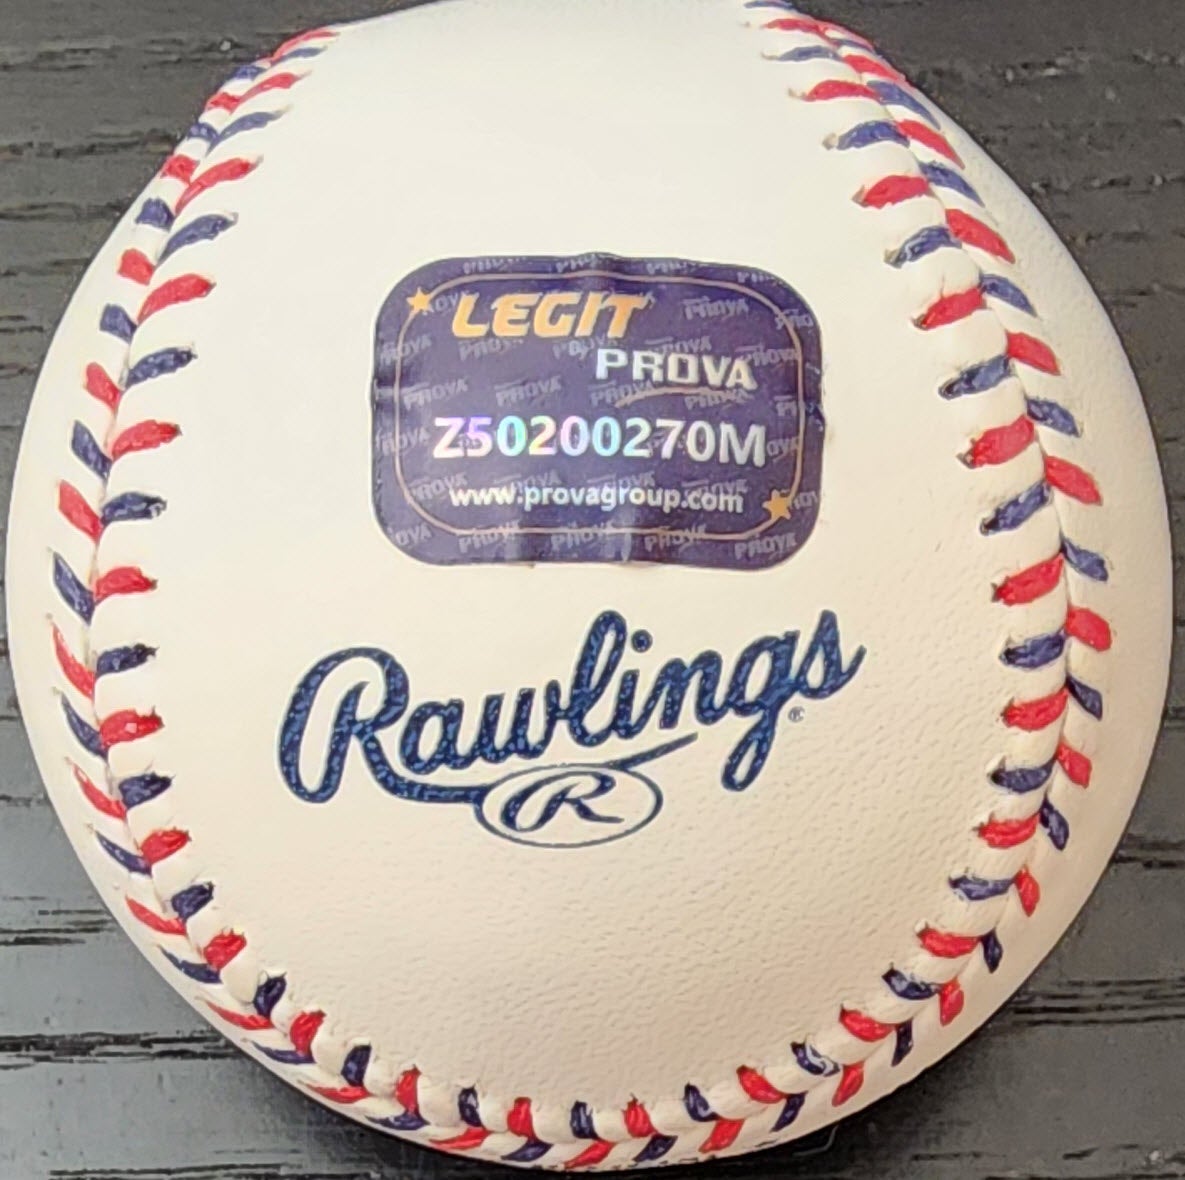 LEGIT
PROVA
Z50200270M
www.provagroup.com
Rawlings
®
R